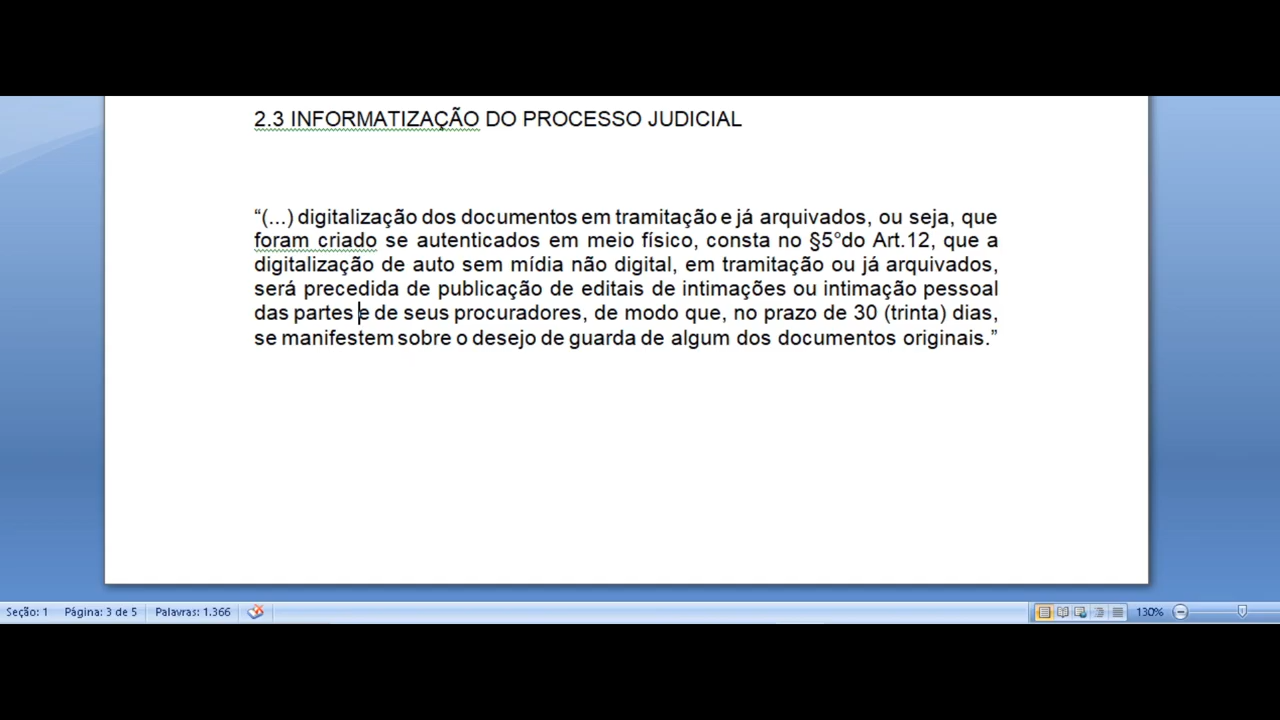 2.3 INFORMATIZAÇÃO DO PROCESSO JUDICIAL
“(...) digitalização dos documentos em tramitação e já arquivados, ou seja, que
foram criado se autenticados em meio físico, consta no §5°do Art.12, que a
digitalização de auto sem mídia não digital, em tramitação ou já arquivados,
será precedida de publicação de editais de intimações ou intimação pessoal
das partes e de seus procuradores, de modo que, no prazo de 30 (trinta) dias,
se manifestem sobre o desejo de guarda de algum dos documentos originais.”
Seção: 1 Página: 3 de 5 Palavras: 1.366 130%